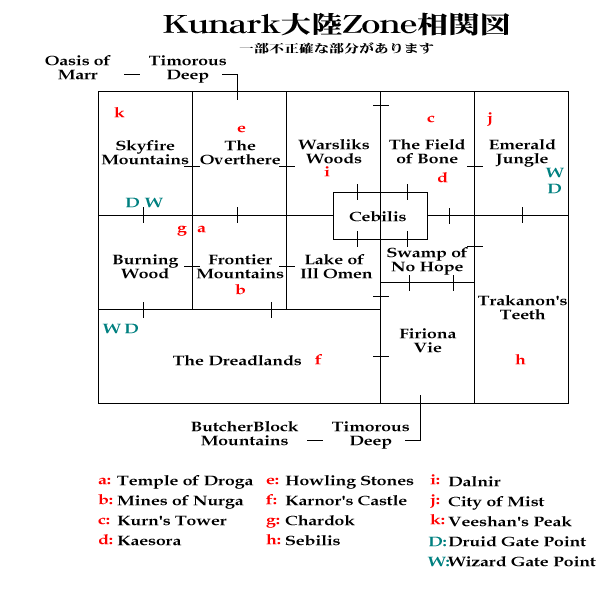 Kunark大陸Zone相関図
一部不正確な部分があります
Oasis of
Marr
Timorous
Deep
k
Skyfire
Mountains
D W
e
The
Overthere
Warsliks
Woods
i
c
The Field
of Bone
d
j
Emerald
Jungle
W
D
Cebilis
g
Burning
Wood
a
Frontier
Mountains
b
Lake of
Ill Omen
Swamp of
No Hope
Trakanon's
Teeth
h
W D
The Dreadlands f
Firiona
Vie
ButcherBlock
Mountains
Timorous
Deep
a: Temple of Droga
b: Mines of Nurga
c: Kurn's Tower
d: Kaesora
e: Howling Stones
f: Karnor's Castle
g: Chardok
h: Sebilis
i: Dalnir
j: City of Mist
k: Veeshan's Peak
D: Druid Gate Point
W: Wizard Gate Point